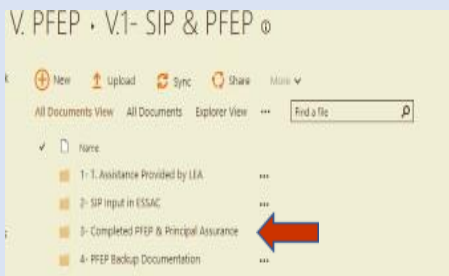 V. PFEP › V.1- SIP & PFEP
New Upload Sync Share More
All Documents View All Documents Explorer View ... Find a file
Name
1- 1. Assistance Provided by LEA ...
2- SIP Input in ESSAC ...
3- Completed PFEP & Principal Assurance
4- PFEP Backup Documentation ...